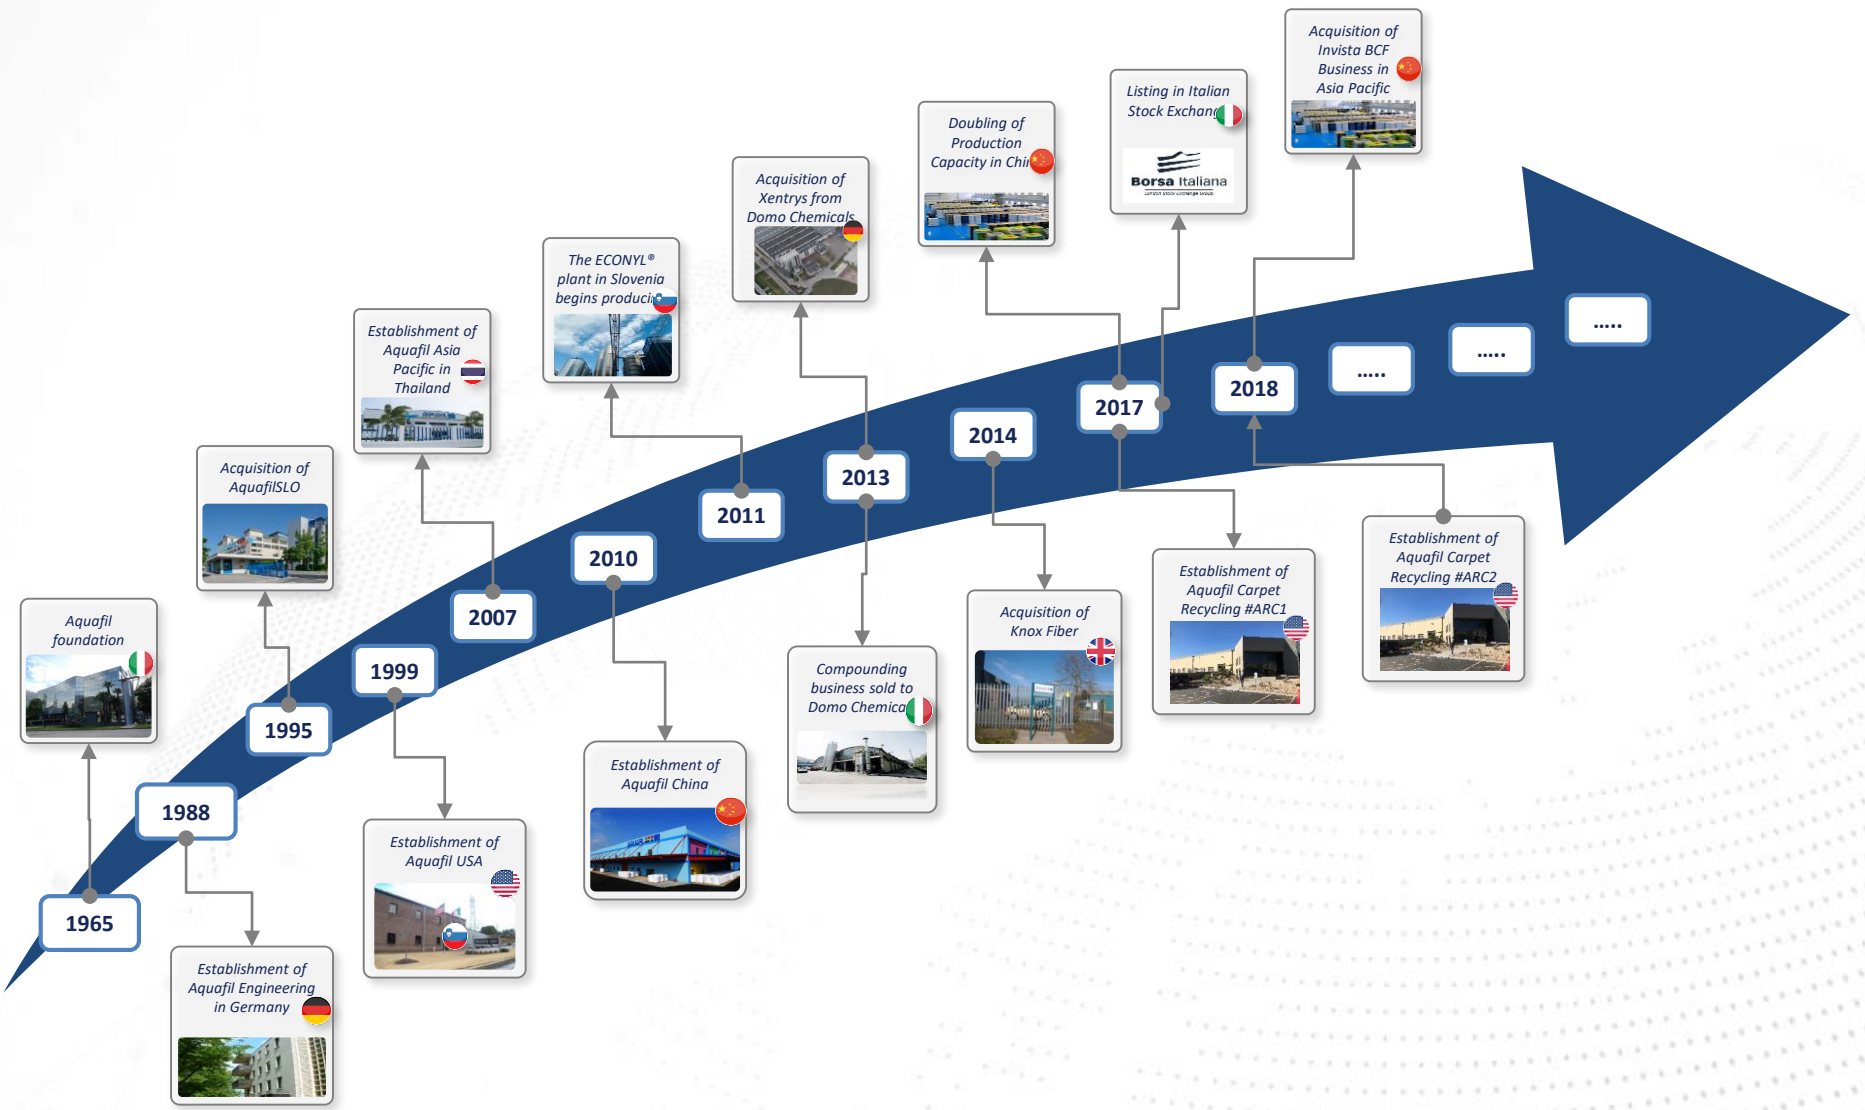 Acquisition of
Invista BCF
Business in
Asia Pacific
Listing in Italian
Stock Exchan
Borsa Italiana
London Stock Exchange Group
Doubling of
Production
Capacity in Chi
Acquisition of
Xentrys from
Domo Chemicals
The ECONYL®
plant in Slovenia
begins produci
Establishment of
Aquafil Asia
Pacific in
Thailand
Acquisition of
AquafilSLO
Aquafil
foundation
1965
1988
1995
1999
2007
2010
2011
2013
2014
2017
2018
.....
.....
.....
Establishment of
Aquafil Engineering
in Germany
Establishment of
Aquafil USA
Establishment of
Aquafil China
Compounding
business sold to
Domo Chemica
Acquisition of
Knox Fiber
Establishment of
Aquafil Carpet
Recycling #ARC1
Establishment of
Aquafil Carpet
Recycling #ARC2